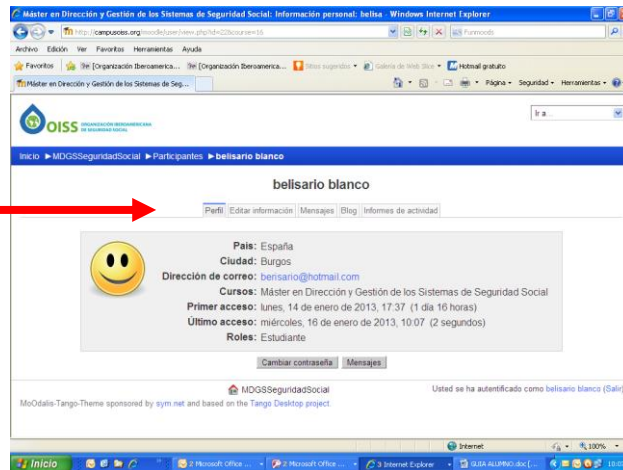 Máster en Dirección y Gestión de los Sistemas de Seguridad Social: Información personal: belisa - Windows Internet Explorer
http://campusoiss.org/moodle/user/view.php?id=226course=16
Funmoods
Archivo Edición Ver Favoritos Herramientas Ayuda
Favoritos [Organización Iberoamerica... [Organización Iberoamerica... Sitios sugeridos Galería de Web Slice Hotmail gratuito
Máster en Dirección y Gestión de los Sistemas de Seg... Página Seguridad Herramientas
OISS ORGANIZACIÓN IBEROAMERICANA DE SEGURIDAD SOCIAL
Ir a...
Inicio ► MDGSSeguridadSocial ► Participantes ► belisario blanco
belisario blanco
Perfil Editar información Mensajes Blog Informes de actividad
País: España
Ciudad: Burgos
Dirección de correo: berisario@hotmail.com
Cursos: Máster en Dirección y Gestión de los Sistemas de Seguridad Social
Primer acceso: lunes, 14 de enero de 2013, 17:37 (1 día 16 horas)
Último acceso: miércoles, 16 de enero de 2013, 10:07 (2 segundos)
Roles: Estudiante
Cambiar contraseña Mensajes
MDGSSeguridadSocial
Usted se ha autentificado como belisario blanco (Salir)
MoOdalis-Tango-Theme sponsored by sym.net and based on the Tango Desktop project.
Internet 100%
Inicio 2 Microsoft Office ... 2 Microsoft Office ... 3 Internet Explorer GUIA ALUMNO.doc [...